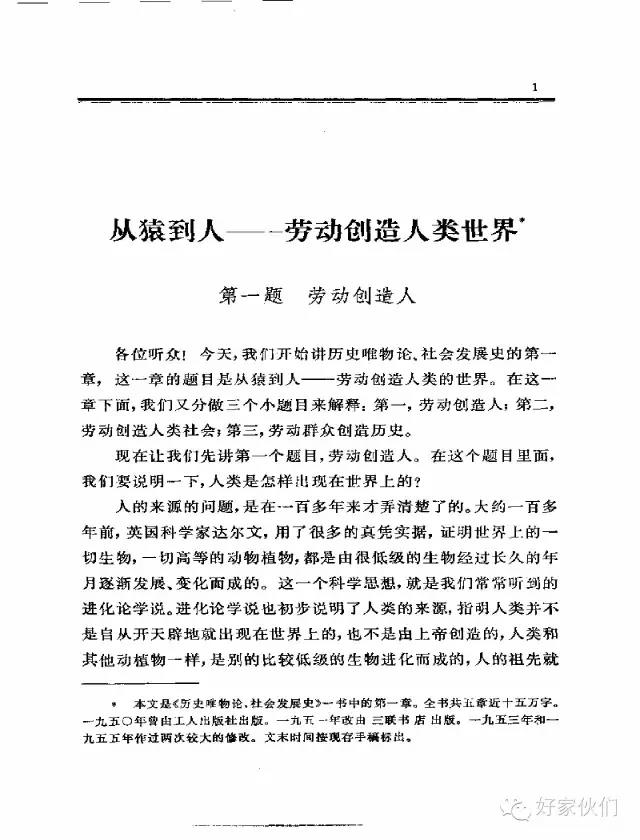 1
从猿到人——劳动创造人类世界*
第一题 劳动创造人
各位听众！今天，我们开始讲历史唯物论、社会发展史的第一
章，这一章的题目是从猿到人——劳动创造人类的世界。在这一
章下面，我们又分做三个小题目来解释：第一，劳动创造人；第二，
劳动创造人类社会；第三，劳动群众创造历史。
现在让我们先讲第一个题目，劳动创造人。在这个题目里面，
我们要说明一下，人类是怎样出现在世界上的？
人的来源的问题，是在一百多年来才弄清楚了的。大约一百多
年前，英国科学家达尔文，用了很多的真凭实据，证明世界上的一
切生物，一切高等的动物植物，都是由很低级的生物经过长久的年
月逐渐发展、变化而成的。这一个科学思想，就是我们常常听到的
进化论学说。进化论学说也初步说明了人类的来源，指明人类并不
是自从开天辟地就出现在世界上的，也不是由上帝创造的，人类和
其他动植物一样，是别的比较低级的生物进化而成的，人的祖先就
* 本文是《历史唯物论、社会发展史》一书中的第一章。全书共五章近十五万字。
一九五〇年曾由工人出版社出版。一九五一年改由三联书店出版。一九五三年和一
九五五年作过两次较大的修改。文末时间按现存手稿标出。
好家伙们